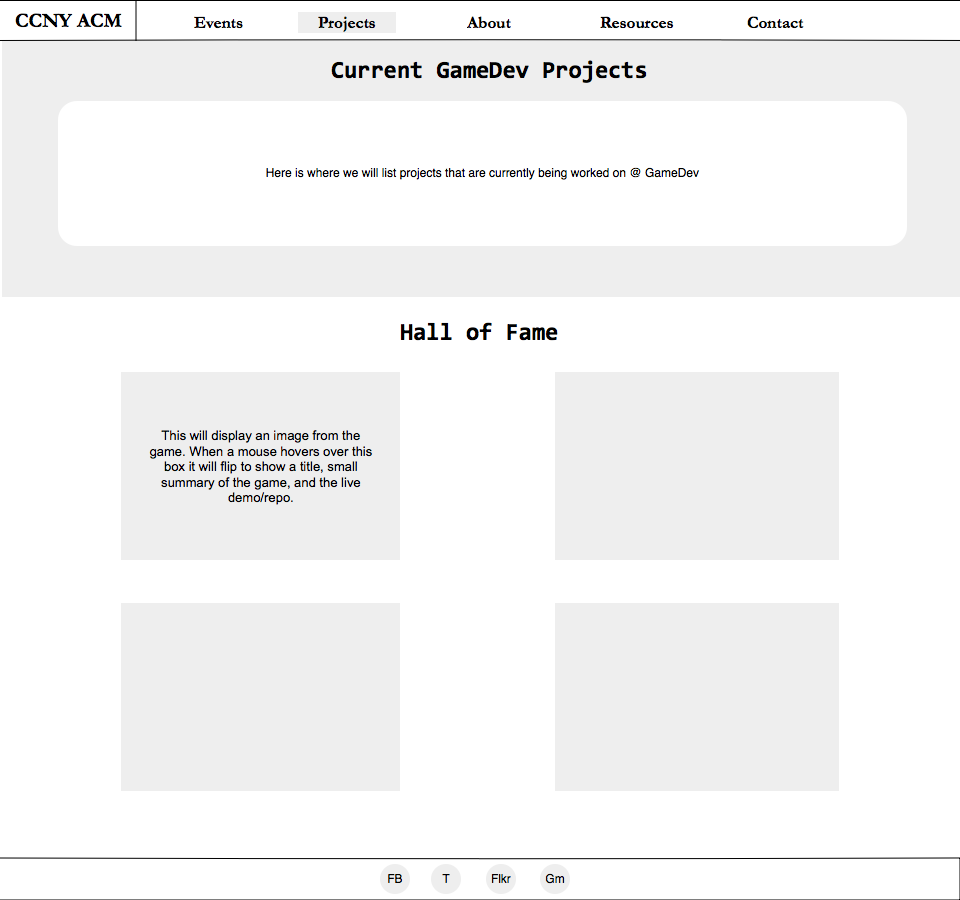 CCNY ACM
Events
Projects
About
Resources
Contact
Current GameDev Projects
Here is where we will list projects that are currently being worked on @ GameDev
Hall of Fame
This will display an image from the
game. When a mouse hovers over this
box it will flip to show a title, small
summary of the game, and the live
demo/repo.
FB
T
Flkr
Gm